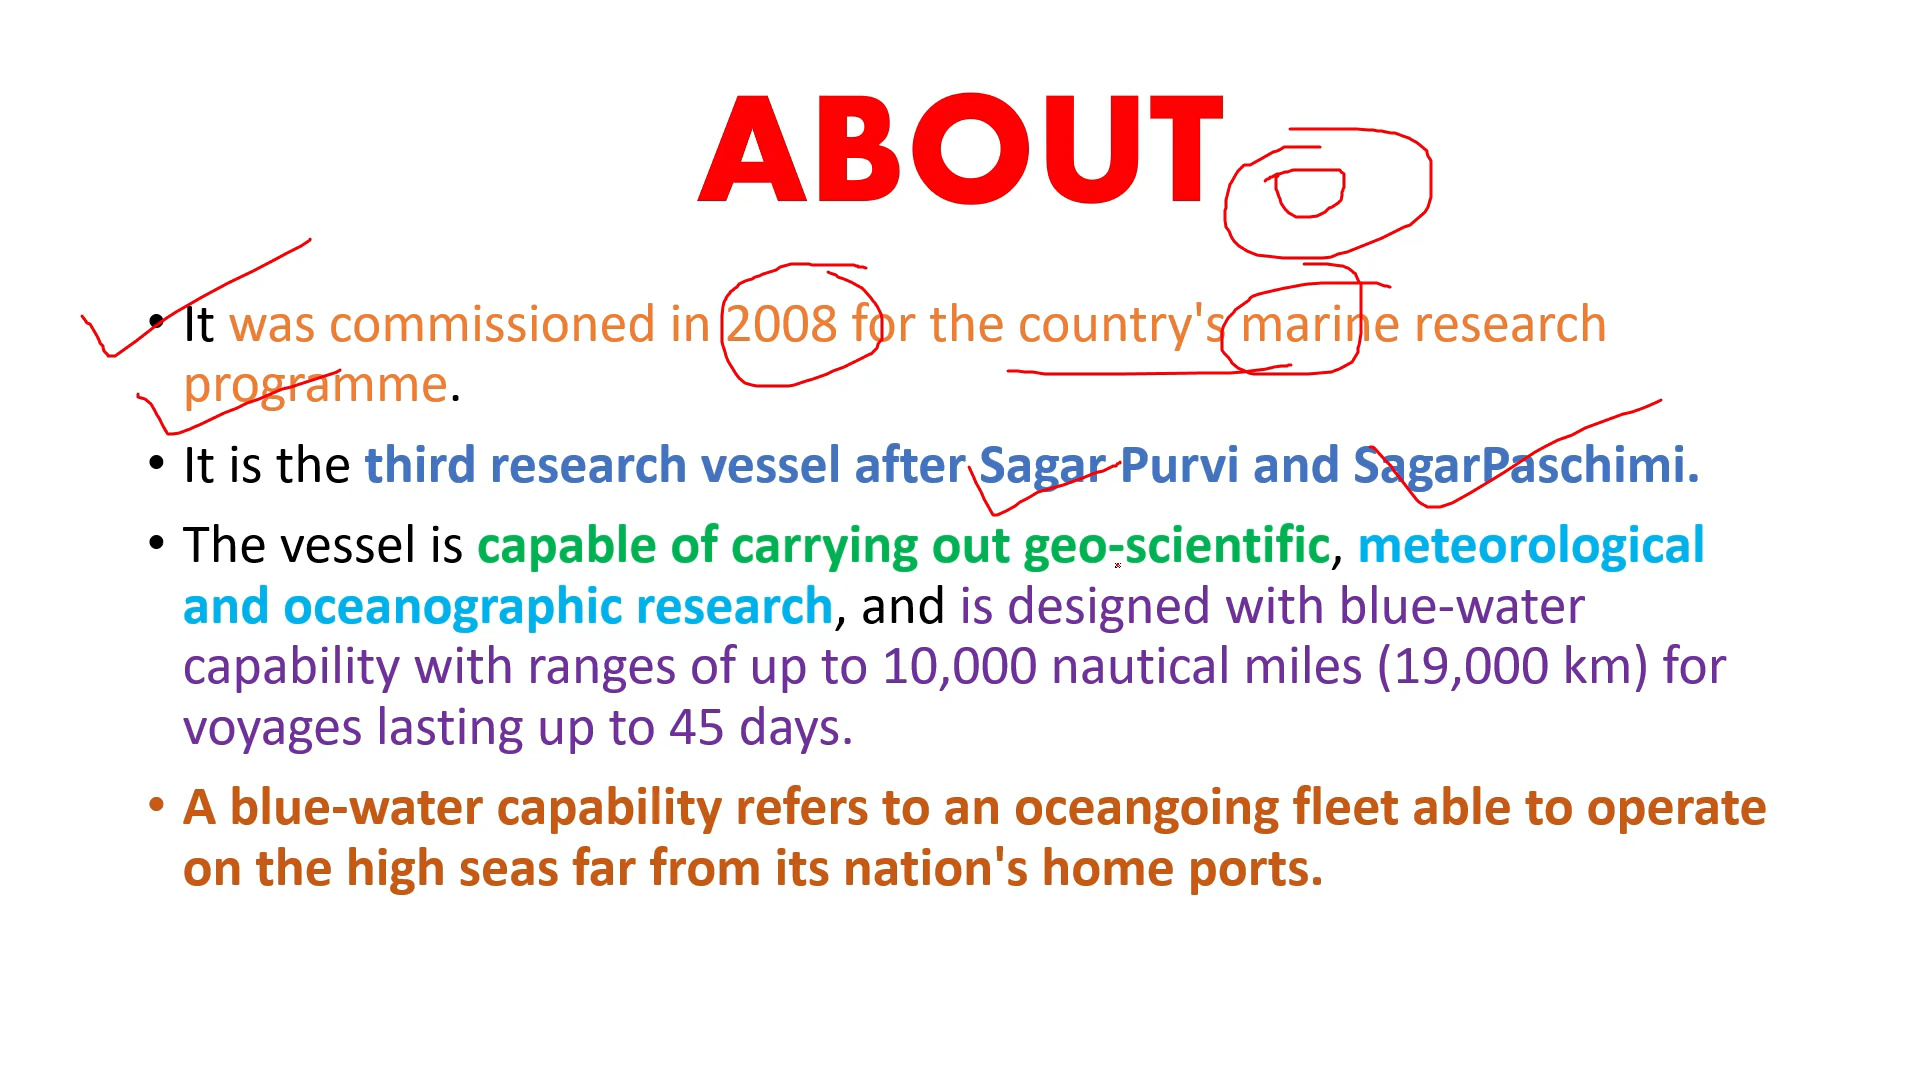 ABOUT
• It was commissioned in 2008 for the country's marine research
programme.
• It is the third research vessel after Sagar Purvi and SagarPaschimi.
• The vessel is capable of carrying out geo-scientific, meteorological
and oceanographic research, and is designed with blue-water
capability with ranges of up to 10,000 nautical miles (19,000 km) for
voyages lasting up to 45 days.
• A blue-water capability refers to an oceangoing fleet able to operate
on the high seas far from its nation's home ports.